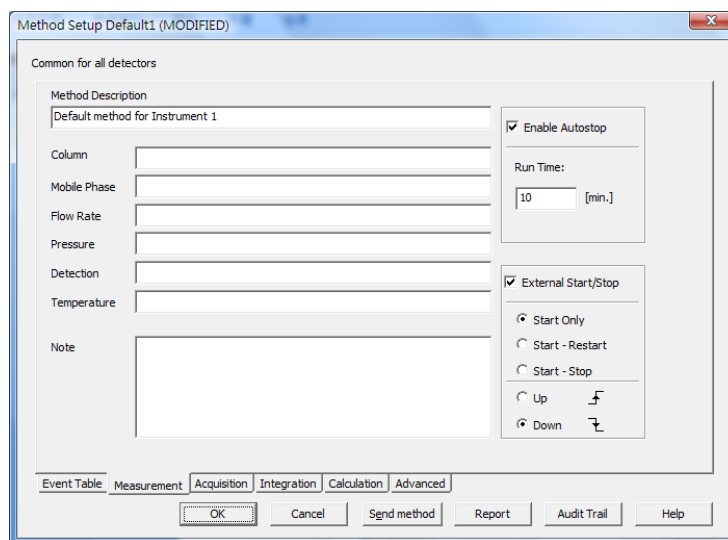 Method Setup Default1 (MODIFIED)
Common for all detectors
Method Description
Default method for Instrument 1
Column
Mobile Phase
Flow Rate
Pressure
Detection
Temperature
Note
Enable Autostop
Run Time:
10 [min.]
External Start/Stop
Start Only
Start - Restart
Start - Stop
Up
Down
Event Table Measurement Acquisition Integration Calculation Advanced
OK Cancel Send method Report Audit Trail Help